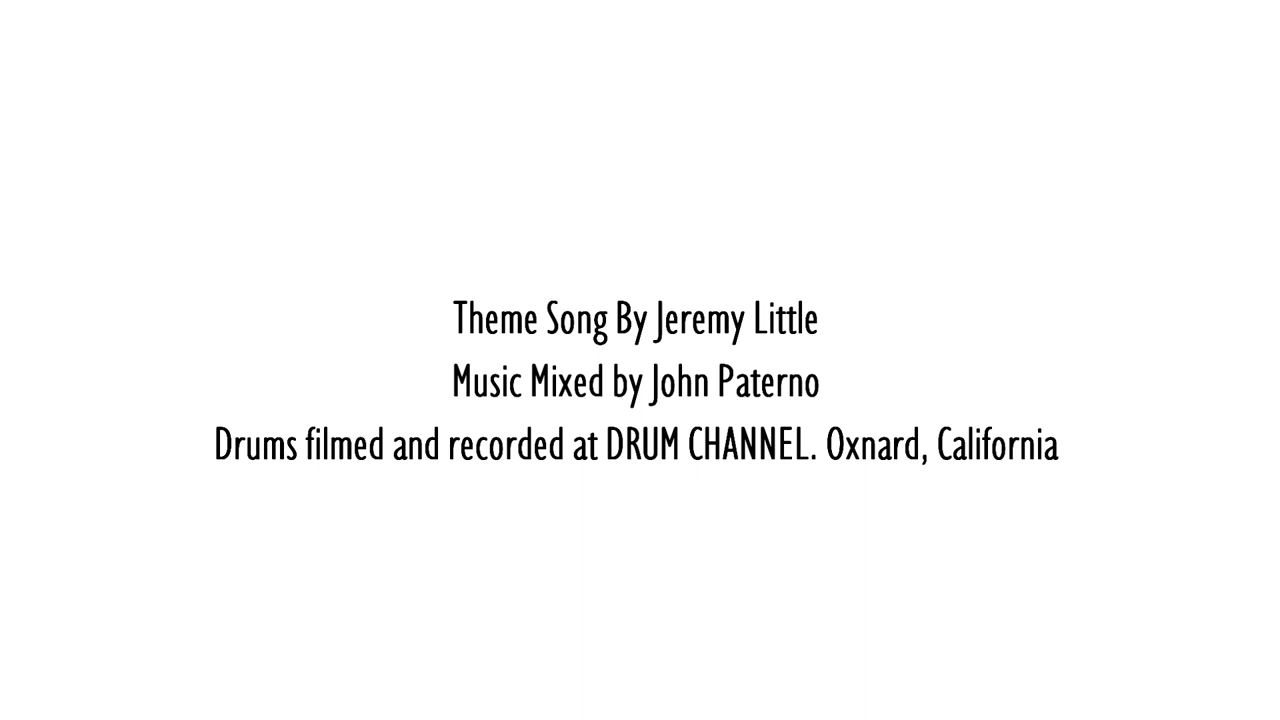 Theme Song By Jeremy Little
Music Mixed by John Paterno
Drums filmed and recorded at DRUM CHANNEL. Oxnard, California